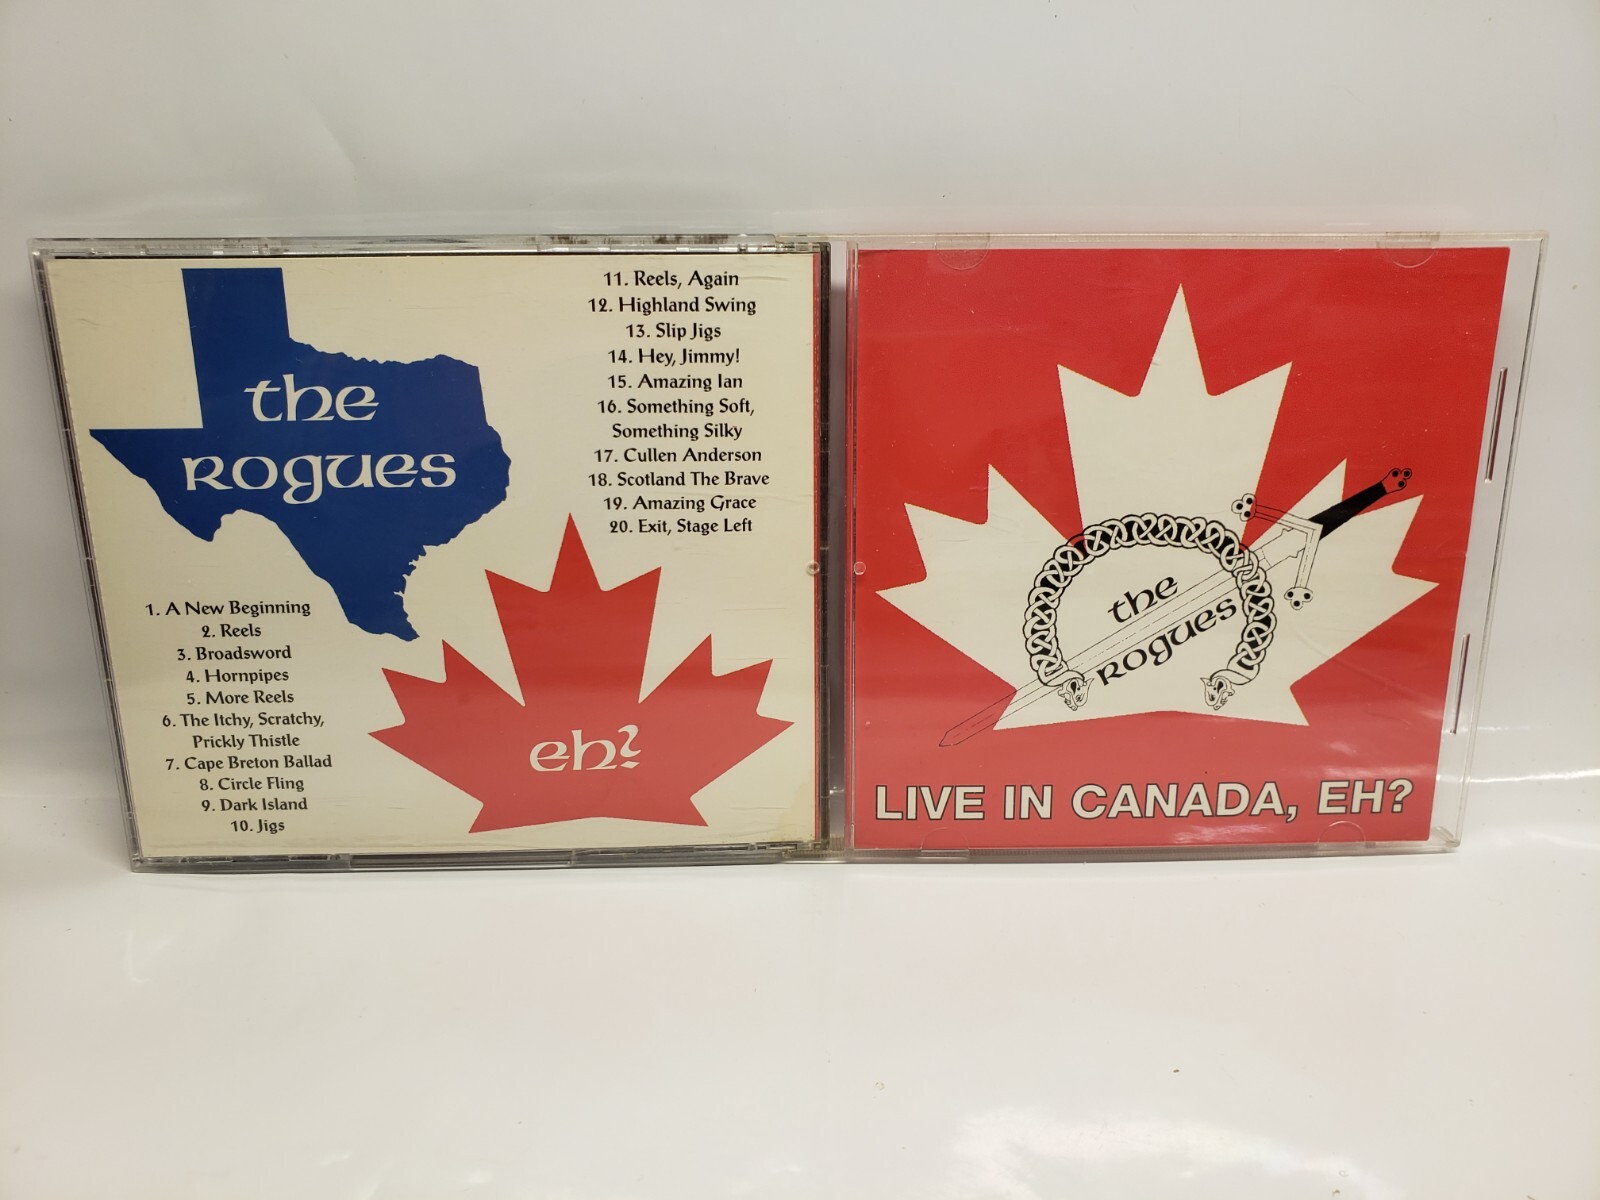 the
Rogues
11. Reels, Again
12. Highland Swing
13. Slip Jigs
14. Hey, Jimmy!
15. Amazing Ian
16. Something Soft,
Something Silky
17. Cullen Anderson
18. Scotland The Brave
19. Amazing Grace
20. Exit, Stage Left
1. A New Beginning
2. Reels
3. Broadsword
4. Hornpipes
5. More Reels
6. The Itchy, Scratchy,
Prickly Thistle
7. Cape Breton Ballad
8. Circle Fling
9. Dark Island
10. Jigs
eh?
the
Rogues
LIVE IN CANADA, EH?